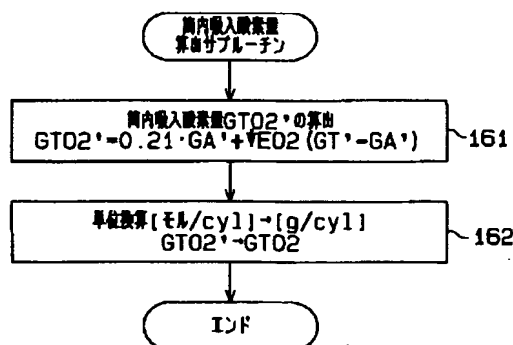 筒内吸入酸素量
算出サブルーチン
筒内吸入酸素量GTO2'の算出
GTO2'=0.21·GA'+VEO2(GT'-GA')
161
単位換算[モル/cyl]→[g/cyl]
GTO2'→GTO2
162
エンド